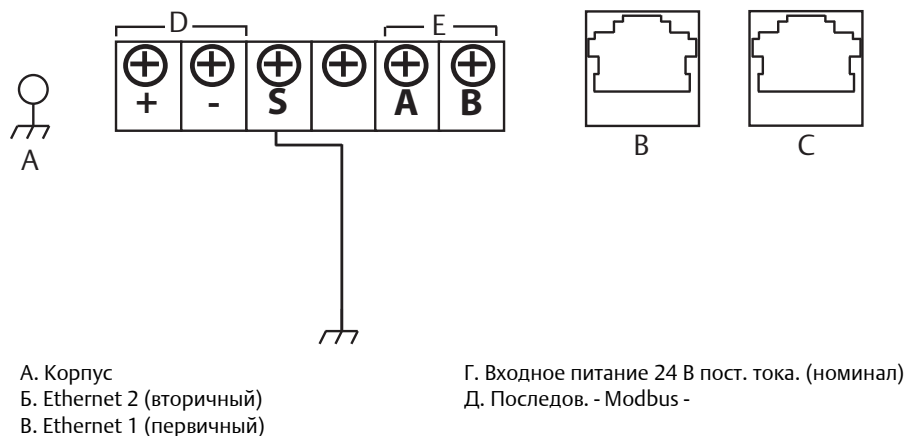 D
E
+ - S A B
A
B
C
А. Корпус
Б. Ethernet 2 (вторичный)
В. Ethernet 1 (первичный)
Г. Входное питание 24 В пост. тока. (номинал)
Д. Последов. - Modbus -